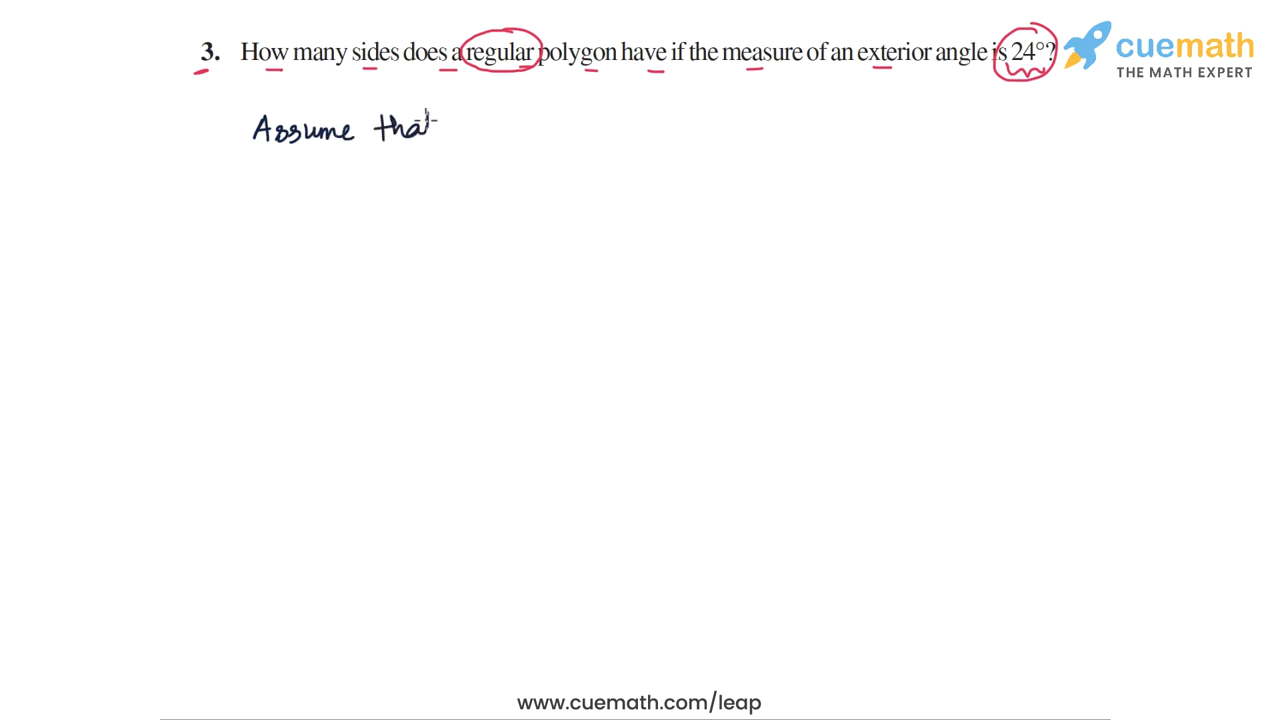 3. How many sides does a regular polygon have if the measure of an exterior angle is 24°?
cuemath
THE MATH EXPERT
Assume that
www.cuemath.com/leap